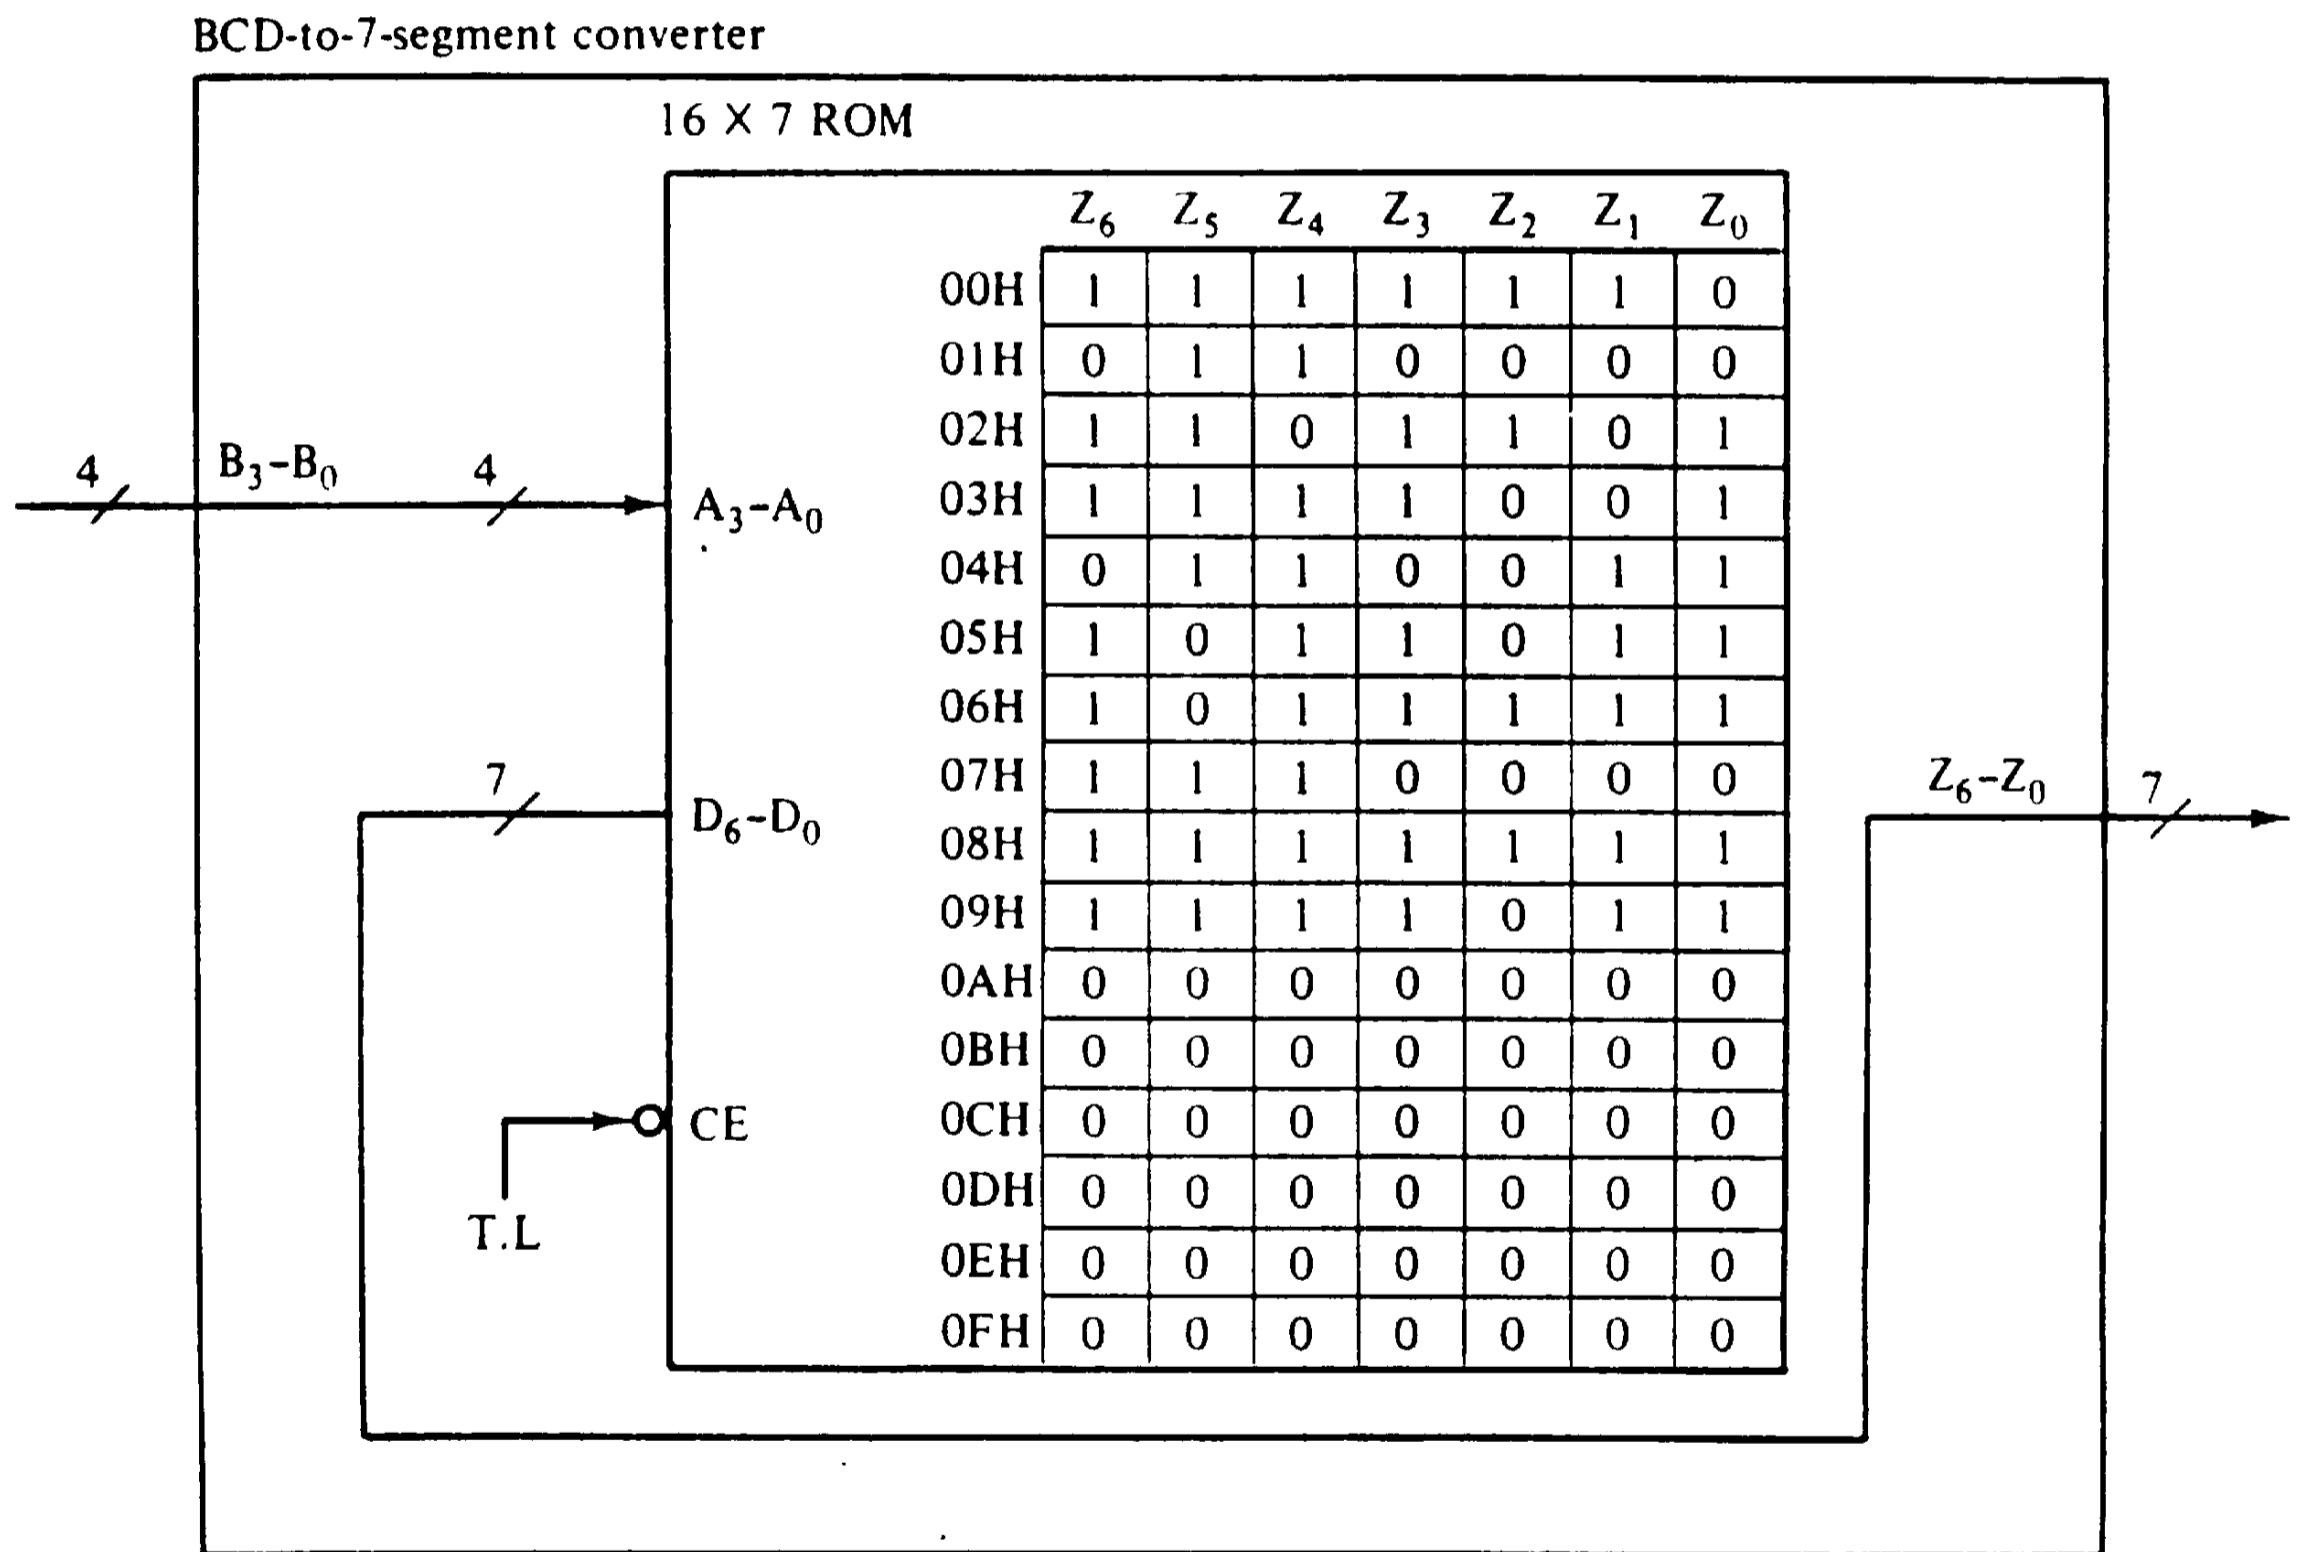 BCD-to-7-segment converter
16 X 7 ROM
Z6 Z5 Z4 Z3 Z2 Z1 Z0
00H 1 1 1 1 1 1 0
01H 0 1 1 0 0 0 0
02H 1 1 0 1 1 0 1
4 B3-B0 4
A3-A0
03H 1 1 1 1 0 0 1
04H 0 1 1 0 0 1 1
05H 1 0 1 1 0 1 1
06H 1 0 1 1 1 1 1
07H 1 1 1 0 0 0 0
7
D6-D0
Z6-Z0 7
08H 1 1 1 1 1 1 1
09H 1 1 1 1 0 1 1
0AH 0 0 0 0 0 0 0
0BH 0 0 0 0 0 0 0
CE
0CH 0 0 0 0 0 0 0
0DH 0 0 0 0 0 0 0
T.L
0EH 0 0 0 0 0 0 0
0FH 0 0 0 0 0 0 0